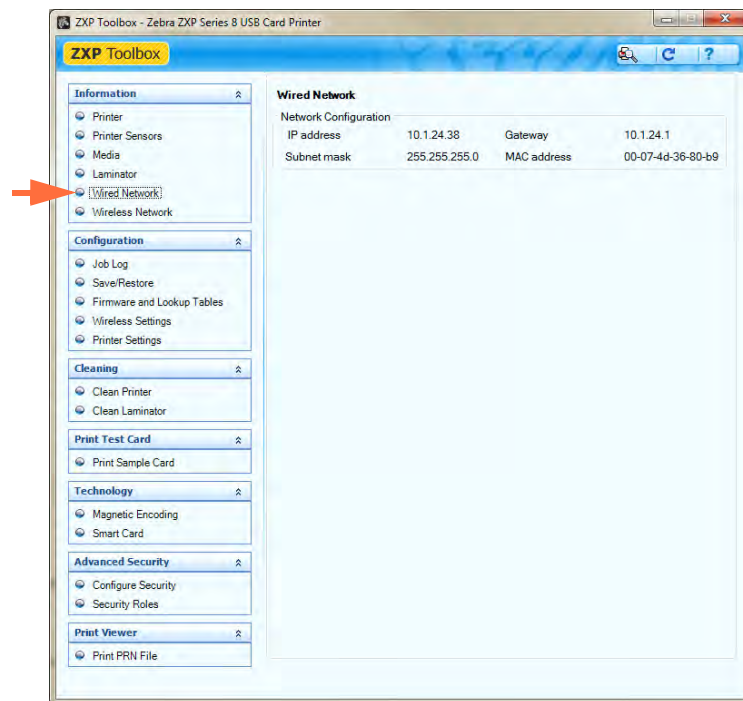 ZXP Toolbox - Zebra ZXP Series 8 USB Card Printer
ZXP Toolbox
?
Information
Printer
Printer Sensors
Media
Laminator
Wired Network
Wireless Network
Configuration
Job Log
Save/Restore
Firmware and Lookup Tables
Wireless Settings
Printer Settings
Cleaning
Clean Printer
Clean Laminator
Print Test Card
Print Sample Card
Technology
Magnetic Encoding
Smart Card
Advanced Security
Configure Security
Security Roles
Print Viewer
Print PRN File
Wired Network
Network Configuration
IP address 10.1.24.38 Gateway 10.1.24.1
Subnet mask 255.255.255.0 MAC address 00-07-4d-36-80-b9